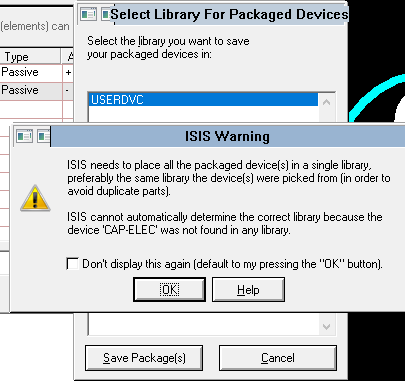 (elements) can
Type
A
Passive
+
Passive
-
Select Library For Packaged Devices
Select the library you want to save
your packaged devices in:
USERDVC
ISIS Warning
ISIS needs to place all the packaged device(s) in a single library,
preferably the same library the device(s) were picked from (in order to
avoid duplicate parts).
ISIS cannot automatically determine the correct library because the
device 'CAP-ELEC' was not found in any library.
Don't display this again (default to my pressing the "OK" button).
OK
Help
Save Package(s)
Cancel